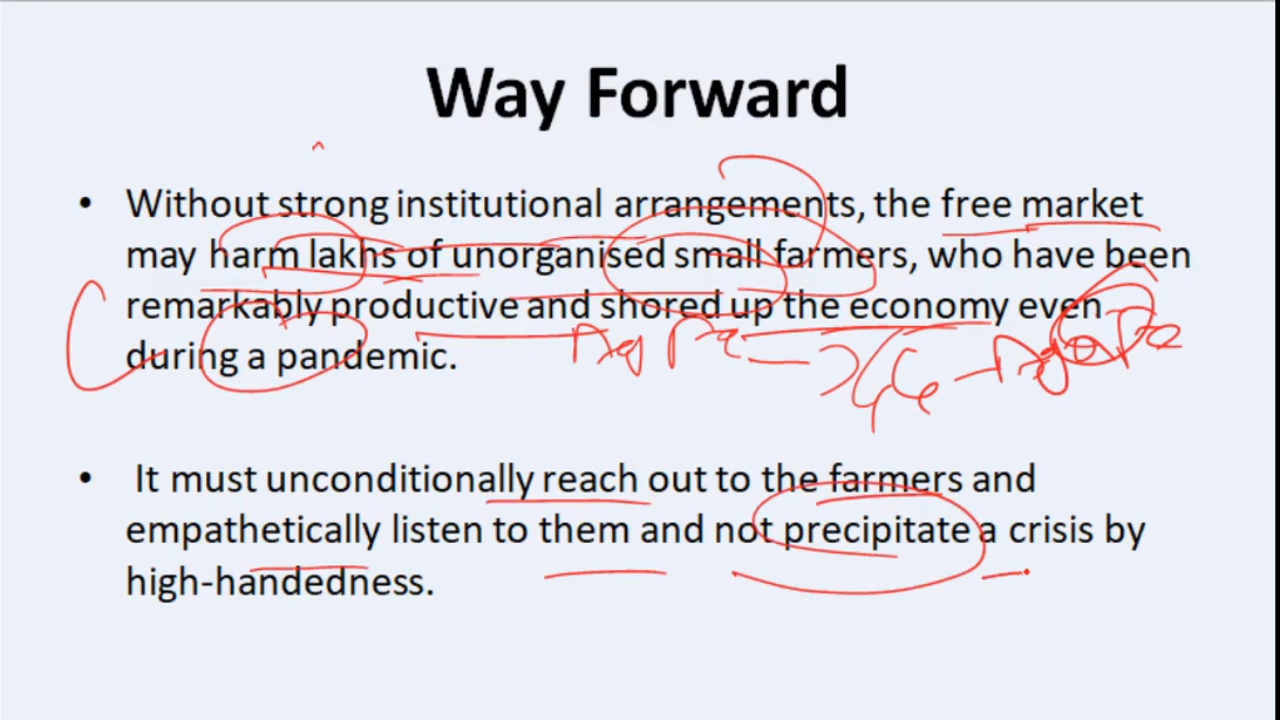 Way Forward
• Without strong institutional arrangements, the free market
may harm lakhs of unorganised small farmers, who have been
remarkably productive and shored up the economy even
during a pandemic.
• It must unconditionally reach out to the farmers and
empathetically listen to them and not precipitate a crisis by
high-handedness.